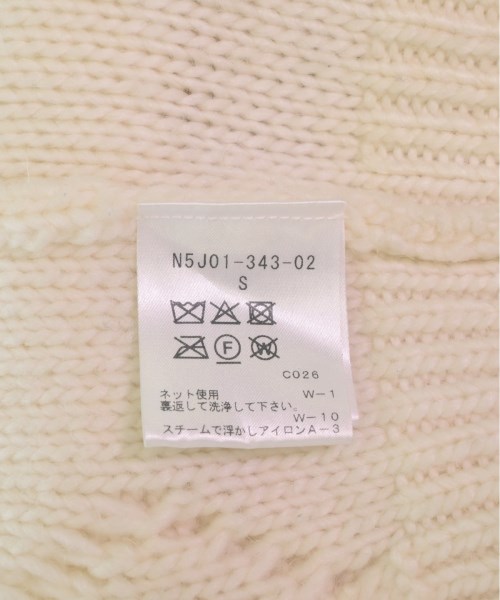 N5J01-343-02
S
F W
C026
ネット使用 W-1
裏返して洗浄して下さい。
W-10
スチームで浮かしアイロンA-3